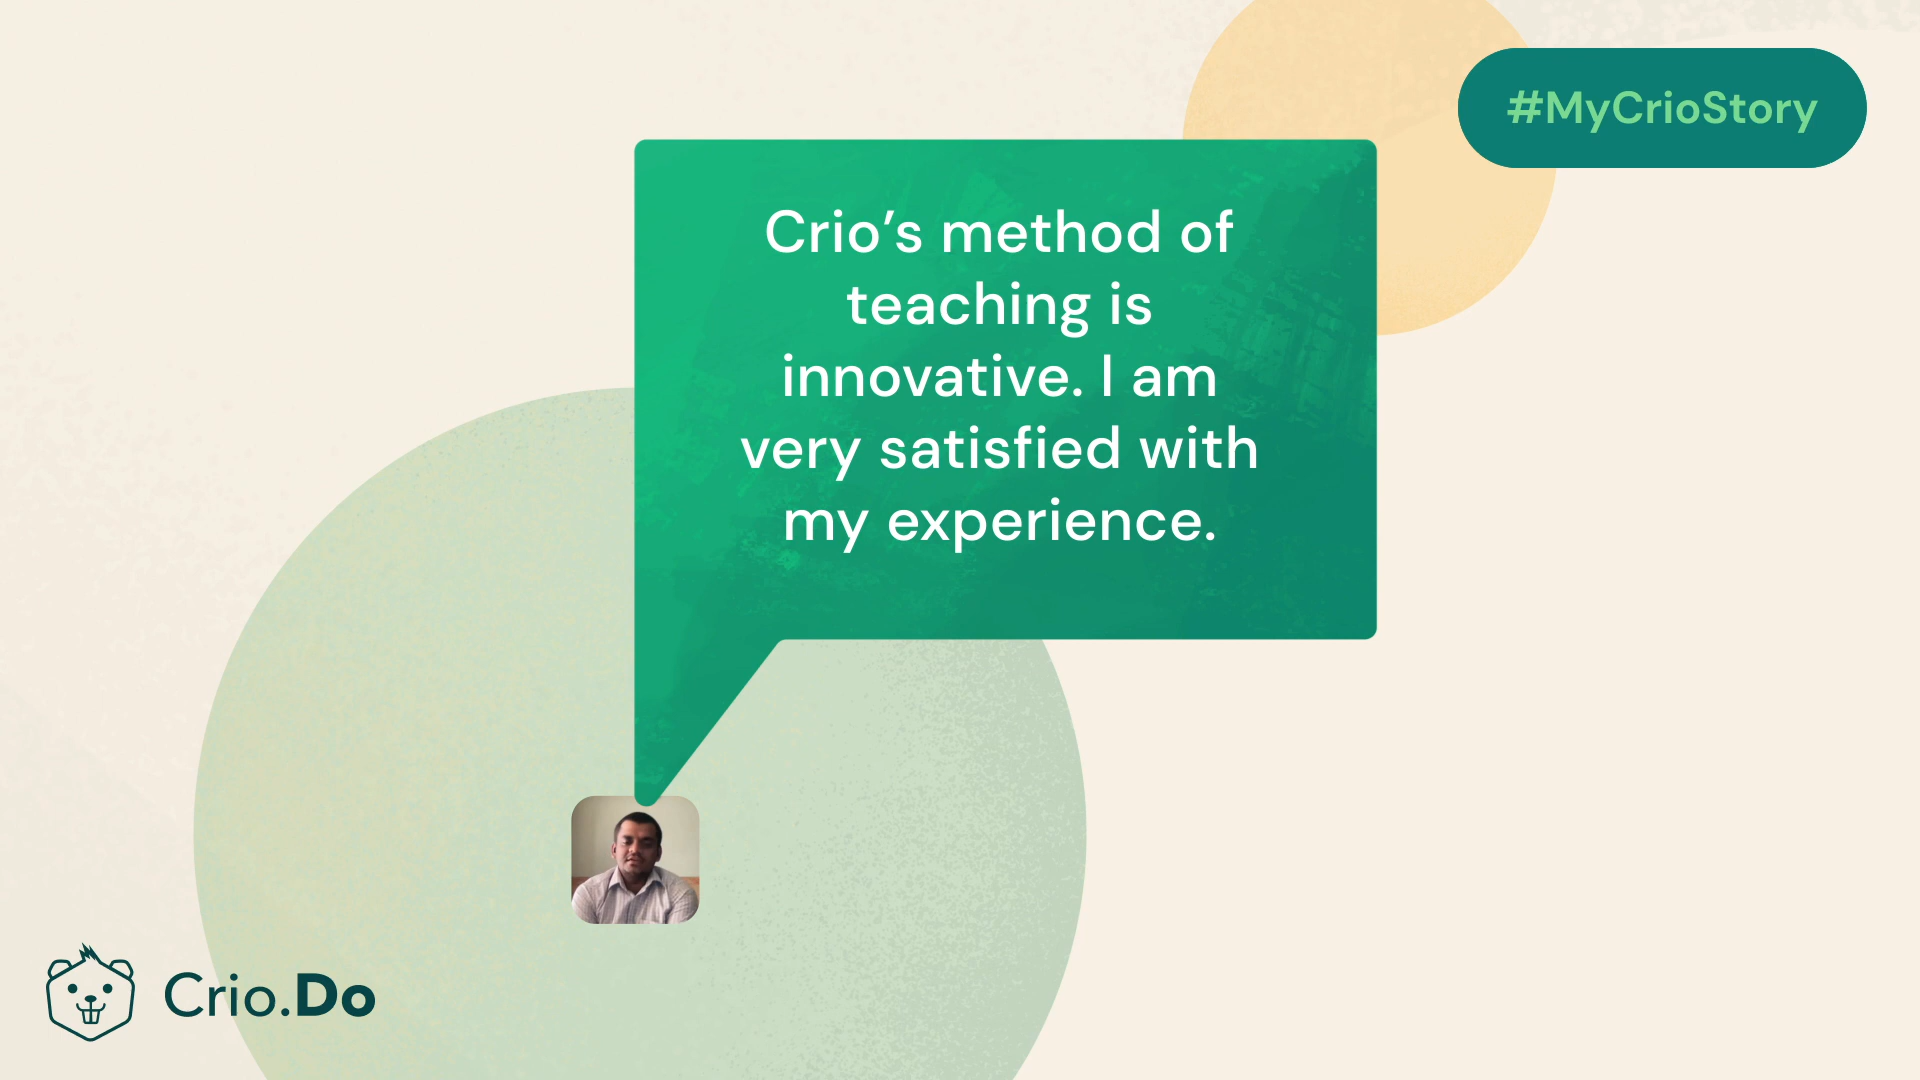 #MyCrioStory
Crio’s method of
teaching is
innovative. I am
very satisfied with
my experience.
Crio.Do